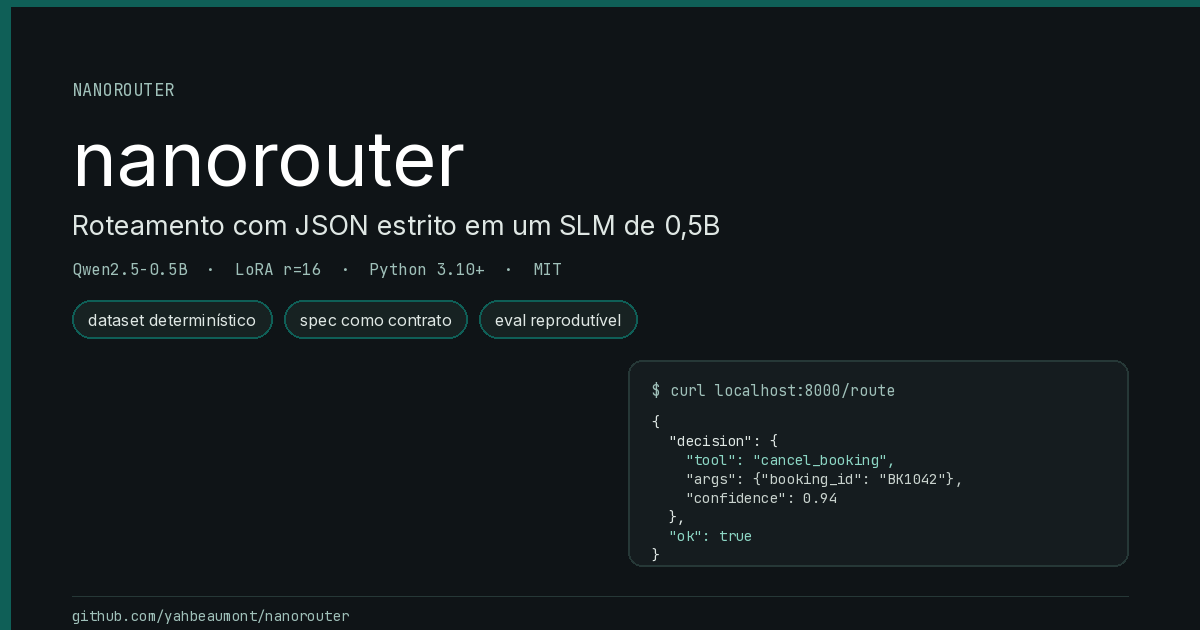 NANOROUTER
nanorouter
Roteamento com JSON estrito em um SLM de 0,5B
Qwen2.5-0.5B · LoRA r=16 · Python 3.10+ · MIT
dataset determinístico spec como contrato eval reprodutível
$ curl localhost:8000/route
{
  "decision": {
    "tool": "cancel_booking",
    "args": {"booking_id": "BK1042"},
    "confidence": 0.94
  },
  "ok": true
}
github.com/yahbeaumont/nanorouter